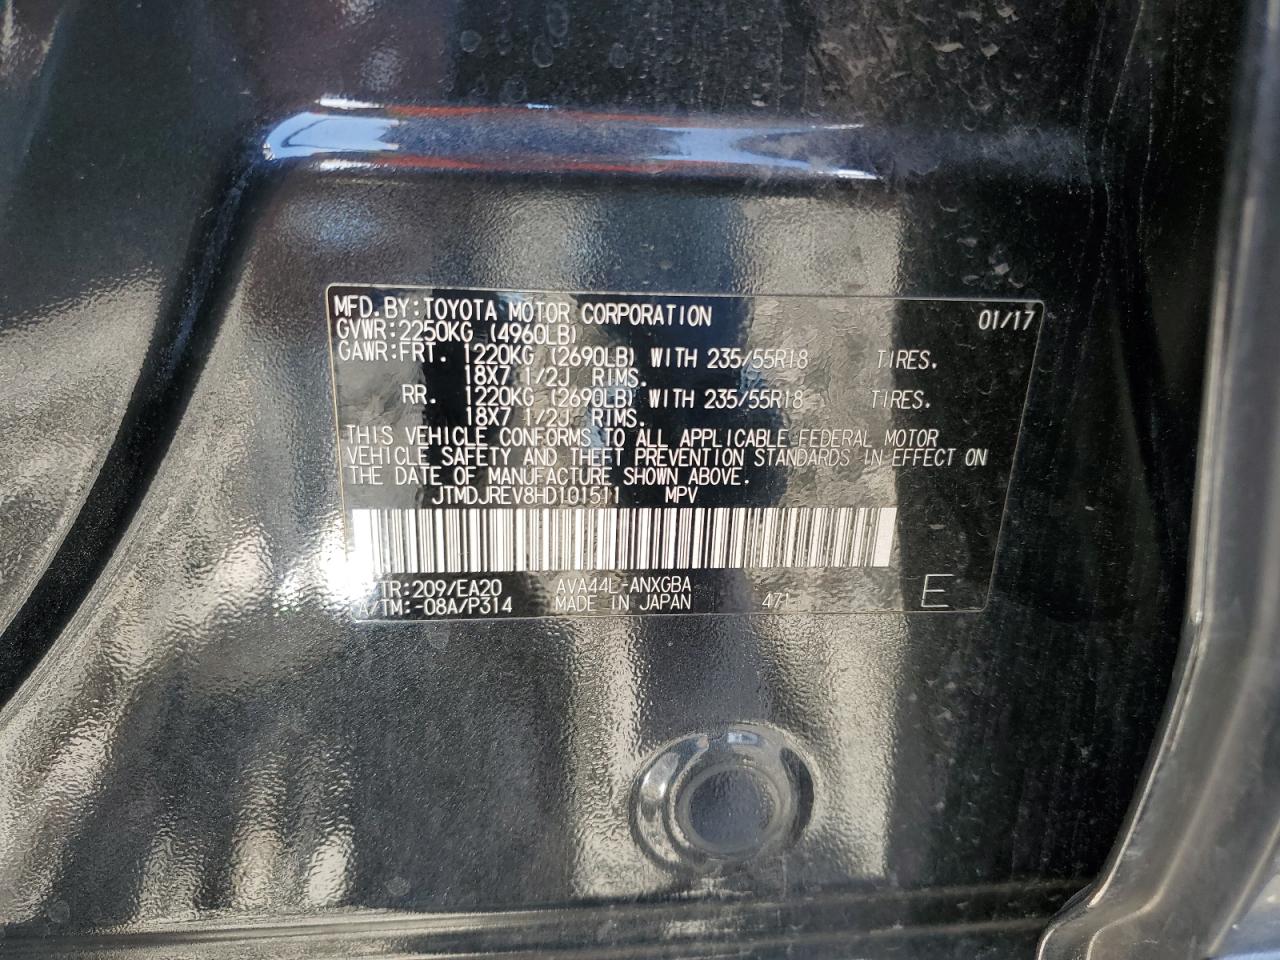 MFD.BY:TOYOTA MOTOR CORPORATION 01/17
GVWR:2250KG (4960LB)
GAWR:FRT. 1220KG (2690LB) WITH 235/55R18 TIRES.
18X7 1/2J RIMS.
RR. 1220KG (2690LB) WITH 235/55R18 TIRES.
18X7 1/2J RIMS.
THIS VEHICLE CONFORMS TO ALL APPLICABLE FEDERAL MOTOR
VEHICLE SAFETY AND THEFT PREVENTION STANDARDS IN EFFECT ON
THE DATE OF MANUFACTURE SHOWN ABOVE.
JTMDJREV8HD101511 MPV
/TR:209/EA20 AVA44L-ANXGBA
A/TM:-08A/P314 MADE IN JAPAN 471 E